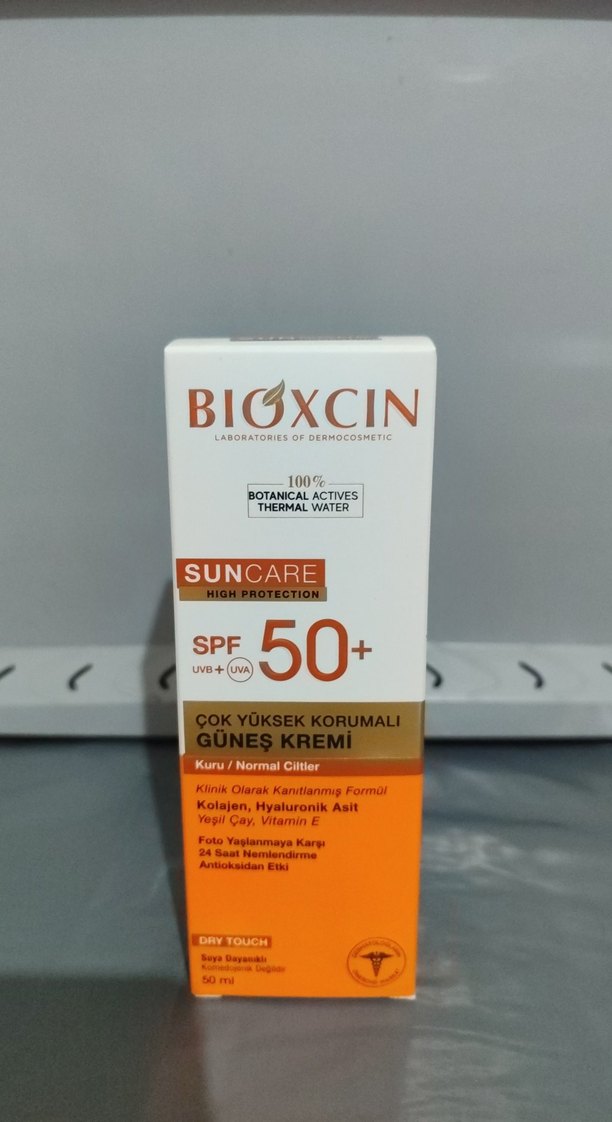 BIOXCIN
LABORATORIES OF DERMOCOSMETIC
100%
BOTANICAL ACTIVES
THERMAL WATER
SUNCARE
HIGH PROTECTION
SPF 50+
UVB + UVA
ÇOK YÜKSEK KORUMALI
GÜNEŞ KREMİ
Kuru / Normal Ciltler
Klinik Olarak Kanıtlanmış Formül
Kolajen, Hyaluronik Asit
Yeşil Çay, Vitamin E
Foto Yaşlanmaya Karşı
24 Saat Nemlendirme
Antioksidan Etki
DRY TOUCH
Suya Dayanıklı
Komedojenik Değildir
50 ml